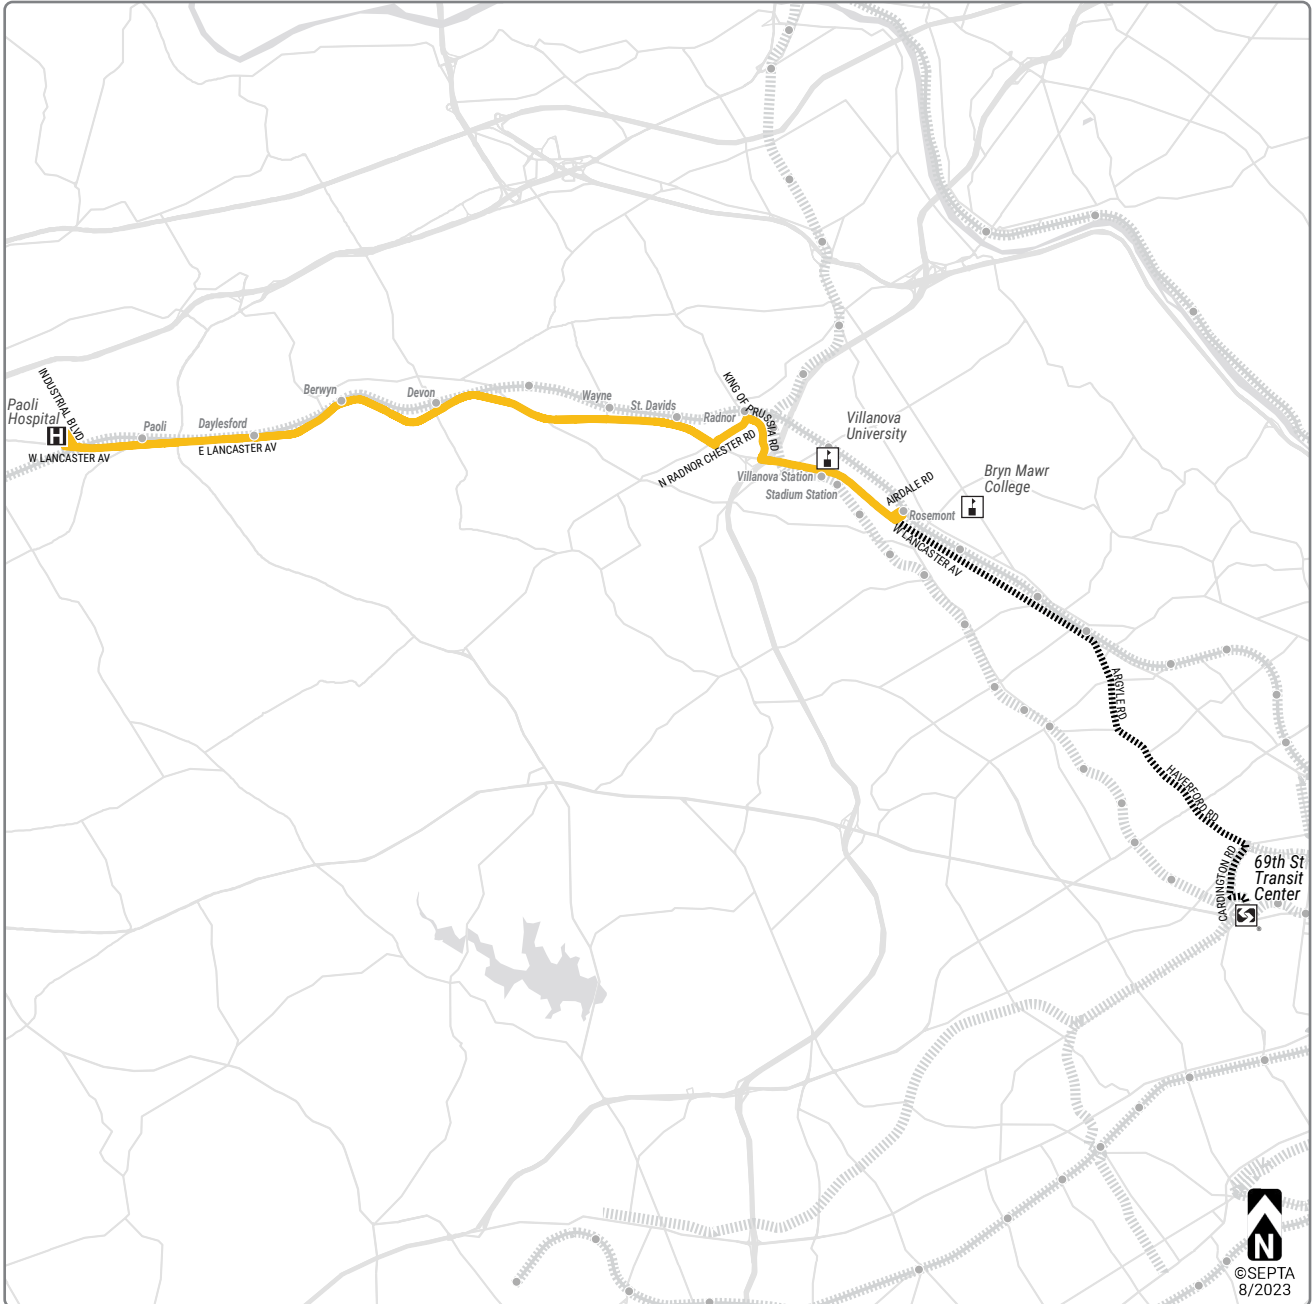 INDUSTRIAL BLVD
Paoli
Hospital
H
W LANCASTER AV
Paoli
Daylesford
E LANCASTER AV
Berwyn
Devon
Wayne
St. Davids
Radnor
KING OF PRUSSIA RD
N RADNOR CHESTER RD
Villanova
University
Villanova Station
Stadium Station
AIRDALE RD
Bryn Mawr
College
Rosemont
W LANCASTER AV
ARGYLE RD
HAVERFORD RD
CARDINGTON RD
69th St
Transit
Center
N
©SEPTA
8/2023